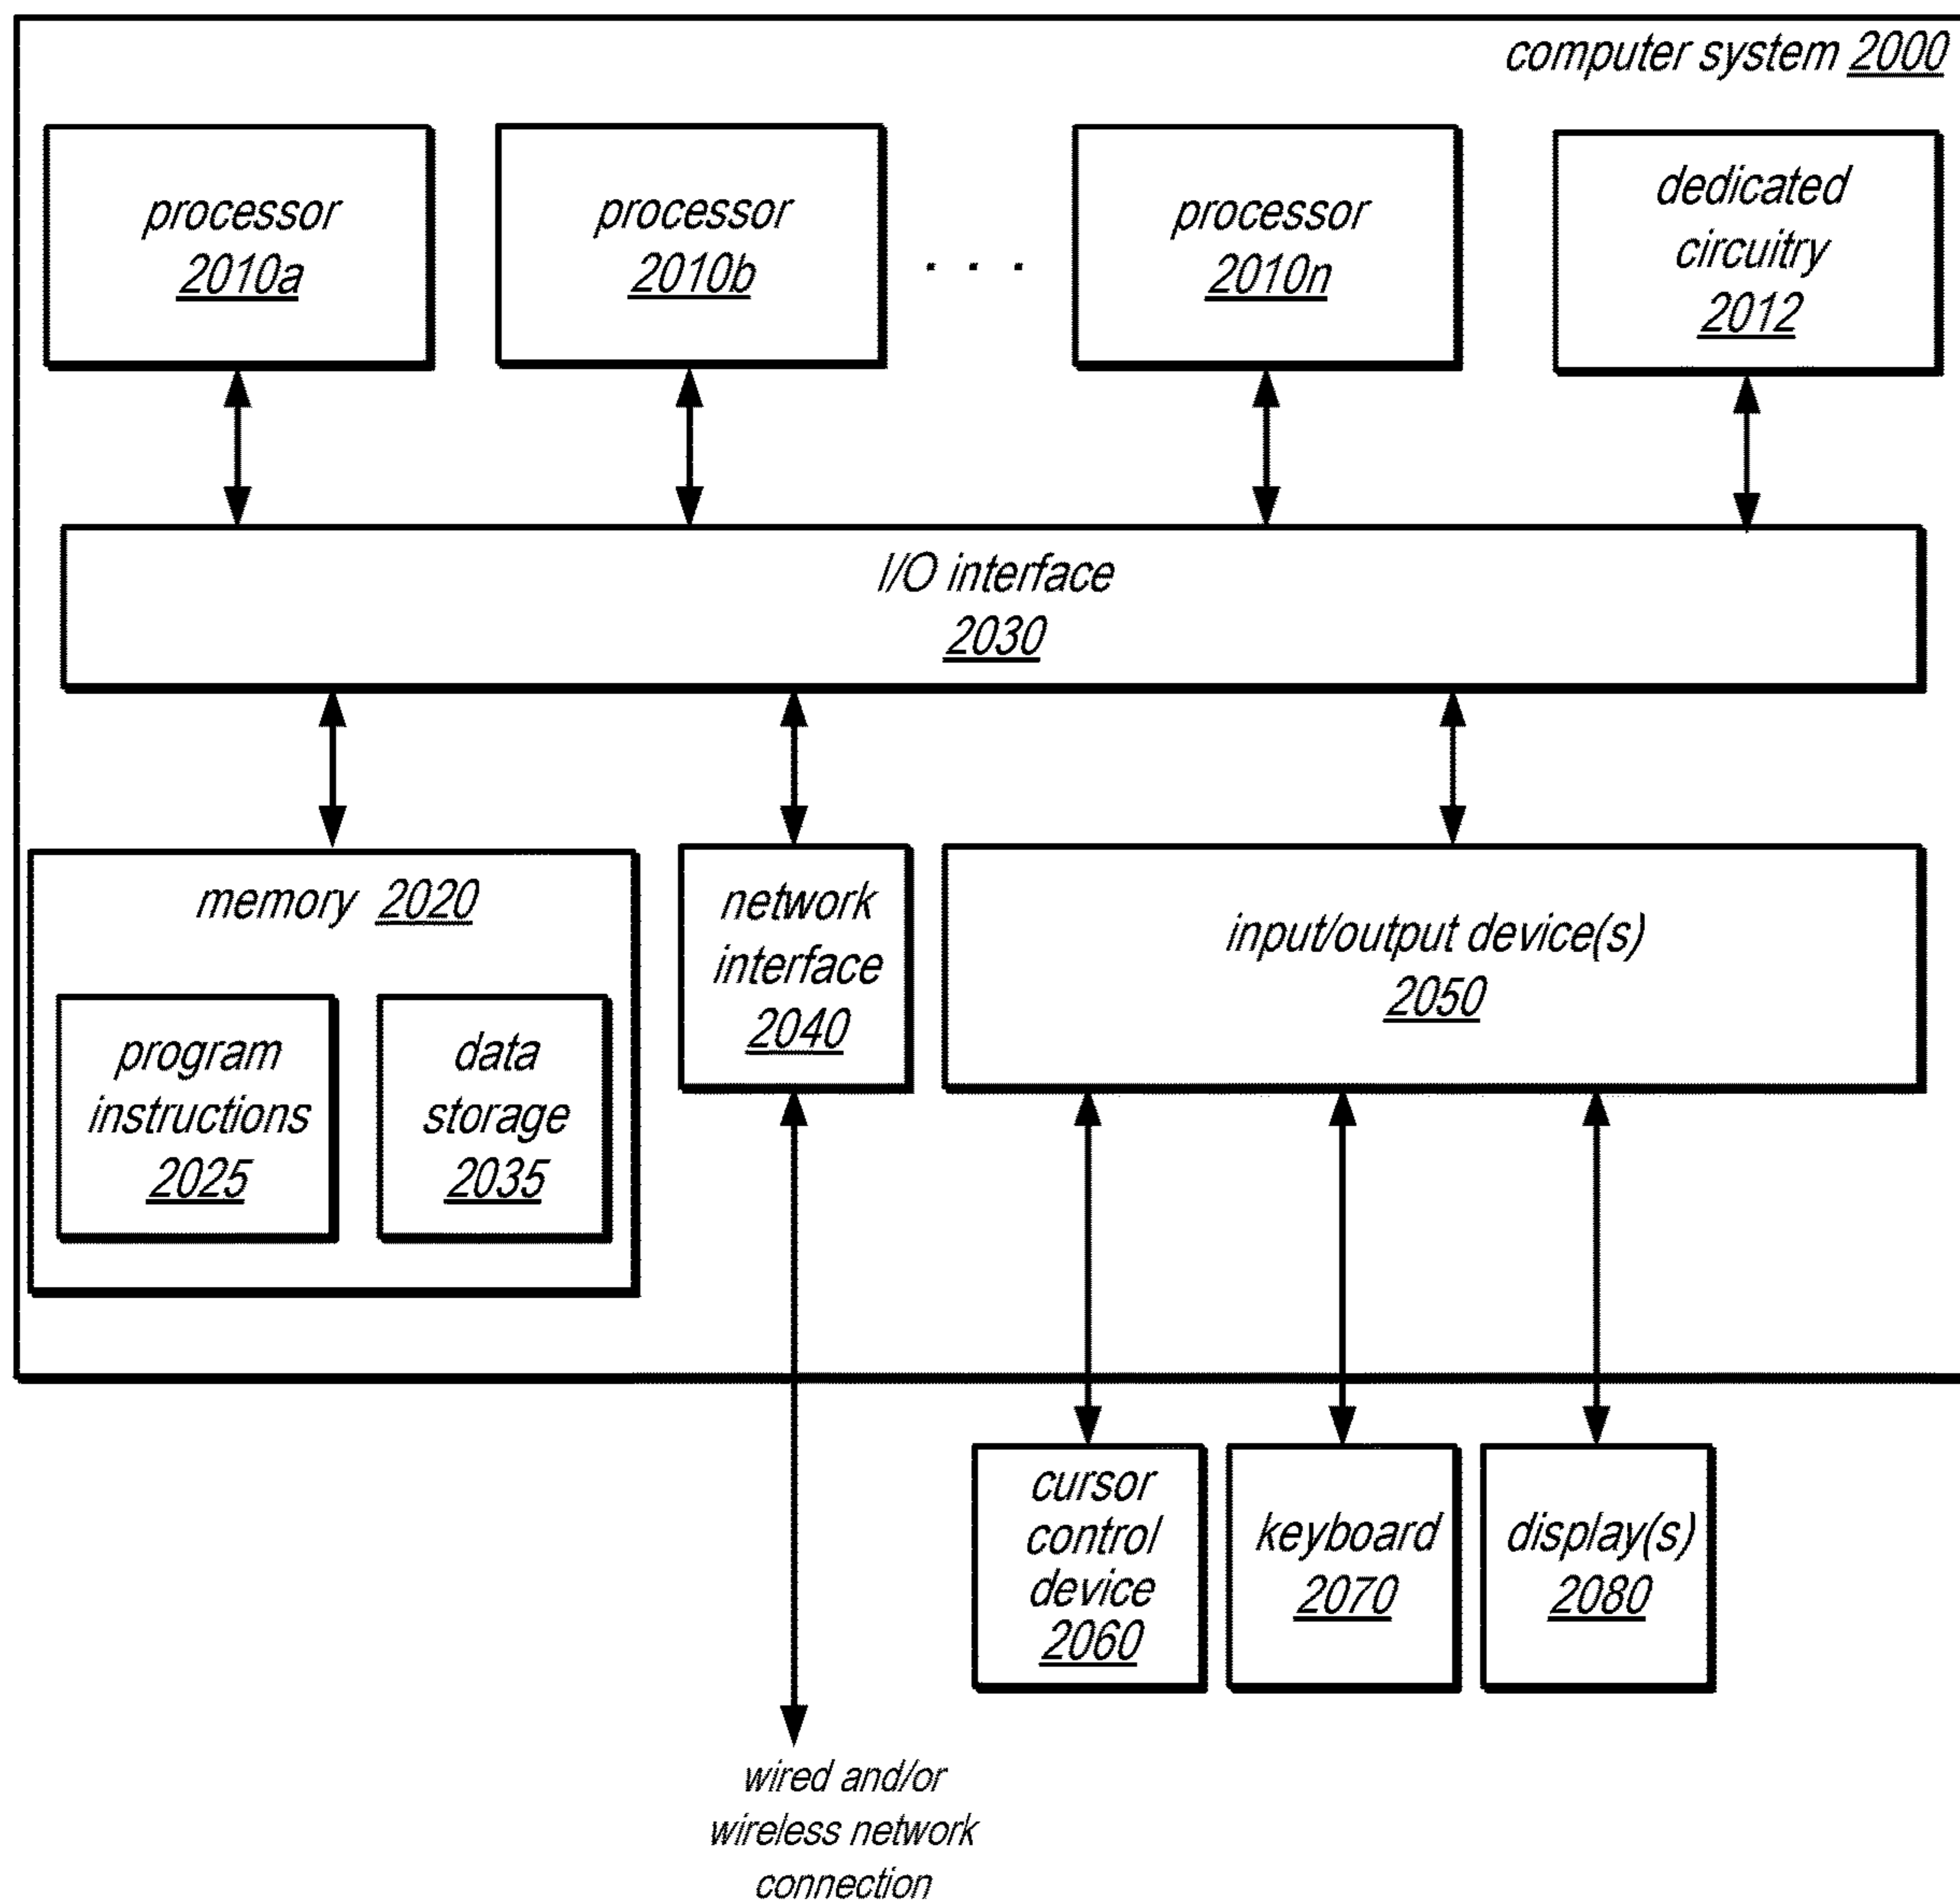 computer system 2000
processor
2010a
processor
2010b
. . .
processor
2010n
dedicated
circuitry
2012
I/O interface
2030
memory 2020
program
instructions
2025
data
storage
2035
network
interface
2040
input/output device(s)
2050
cursor
control
device
2060
keyboard
2070
display(s)
2080
wired and/or
wireless network
connection